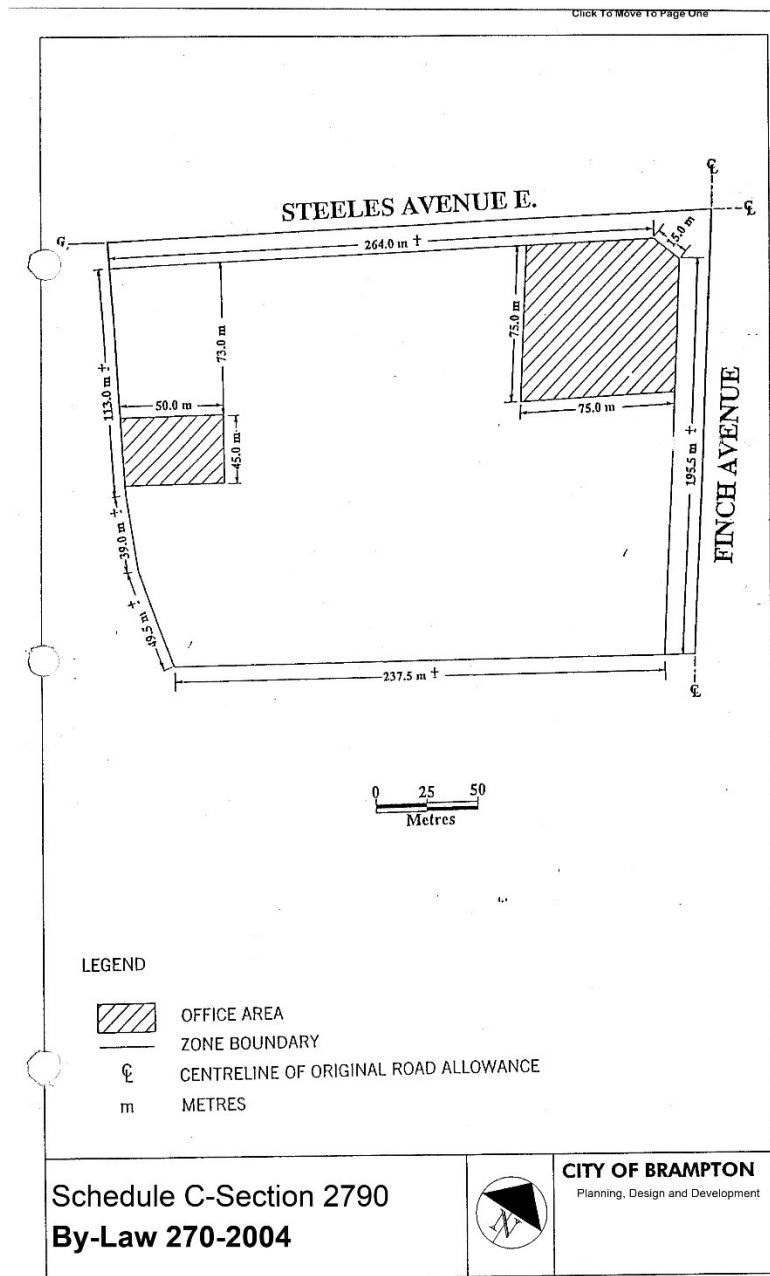 Click To Move To Page One
℄
℄
STEELES AVENUE E.
15.0 m
264.0 m ±
75.0 m
73.0 m
113.0 m ±
50.0 m
75.0 m
45.0 m
195.5 m ±
FINCH AVENUE
39.0 m ±
49.5 m ±
237.5 m ±
℄
0 25 50
Metres
LEGEND
OFFICE AREA
ZONE BOUNDARY
℄ CENTRELINE OF ORIGINAL ROAD ALLOWANCE
m METRES
Schedule C-Section 2790
By-Law 270-2004
N
CITY OF BRAMPTON
Planning, Design and Development